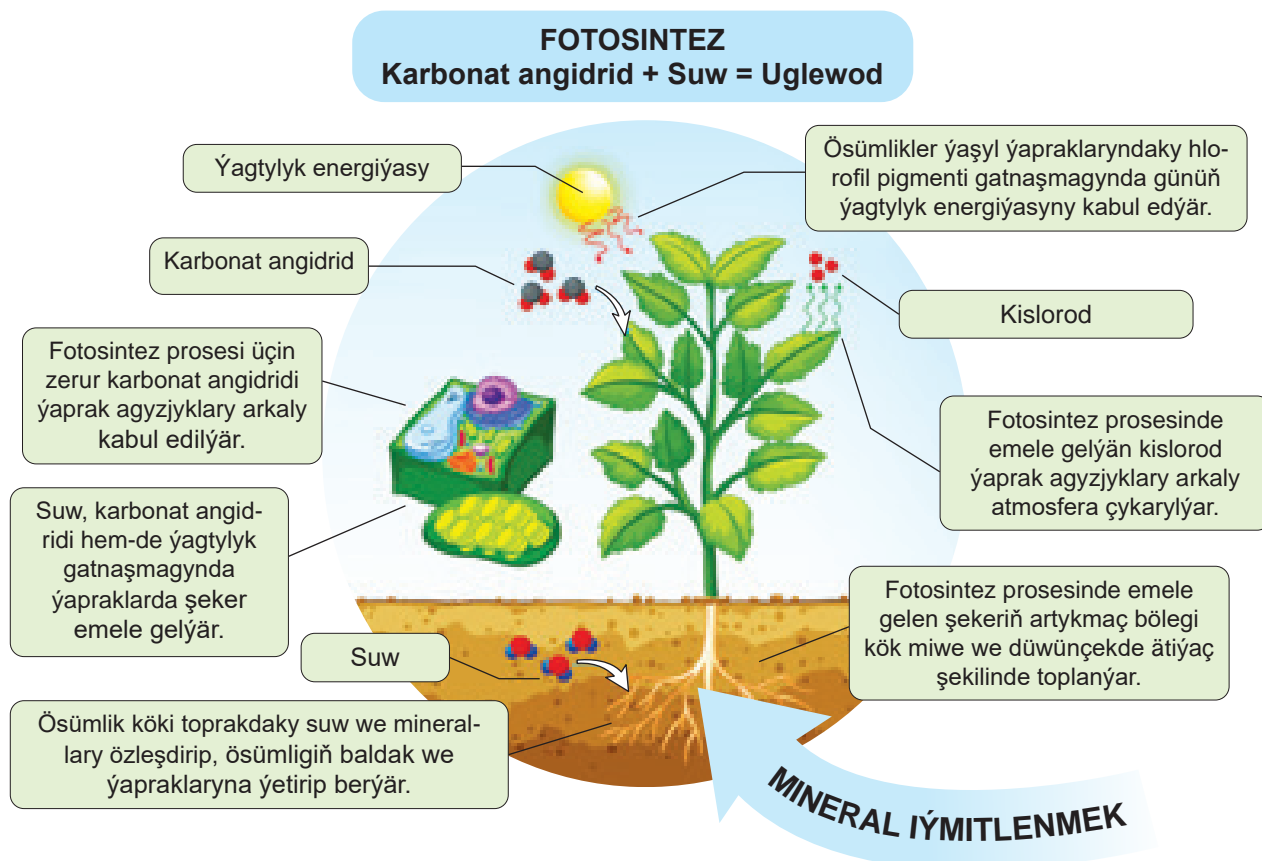 FOTOSINTEZ
Karbonat angidrid + Suw = Uglewod
Ýagtylyk energiýasy
Ösümlikler ýaşyl ýapraklaryndaky hlo-
rofil pigmenti gatnaşmagynda günüň
ýagtylyk energiýasyny kabul edýär.
Karbonat angidrid
Kislorod
Fotosintez prosesi üçin
zerur karbonat angidridi
ýaprak agyzjyklary arkaly
kabul edilýär.
Fotosintez prosesinde
emele gelýän kislorod
ýaprak agyzjyklary arkaly
atmosfera çykarylýar.
Suw, karbonat angid-
ridi hem-de ýagtylyk
gatnaşmagynda
ýapraklarda şeker
emele gelýär.
Fotosintez prosesinde emele
gelen şekeriň artykmaç bölegi
kök miwe we düwünçekde ätiýaç
şekilinde toplanýar.
Suw
Ösümlik köki toprakdaky suw we mineral-
lary özleşdirip, ösümligiň baldak we
ýapraklaryna ýetirip berýär.
MINERAL IÝMITLENMEK